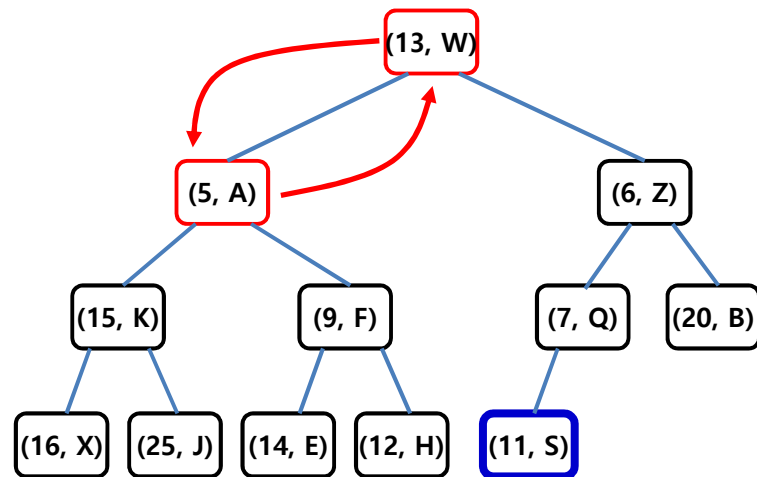 (13, W)
(5, A)
(6, Z)
(15, K)
(9, F)
(7, Q)
(20, B)
(16, X)
(25, J)
(14, E)
(12, H)
(11, S)